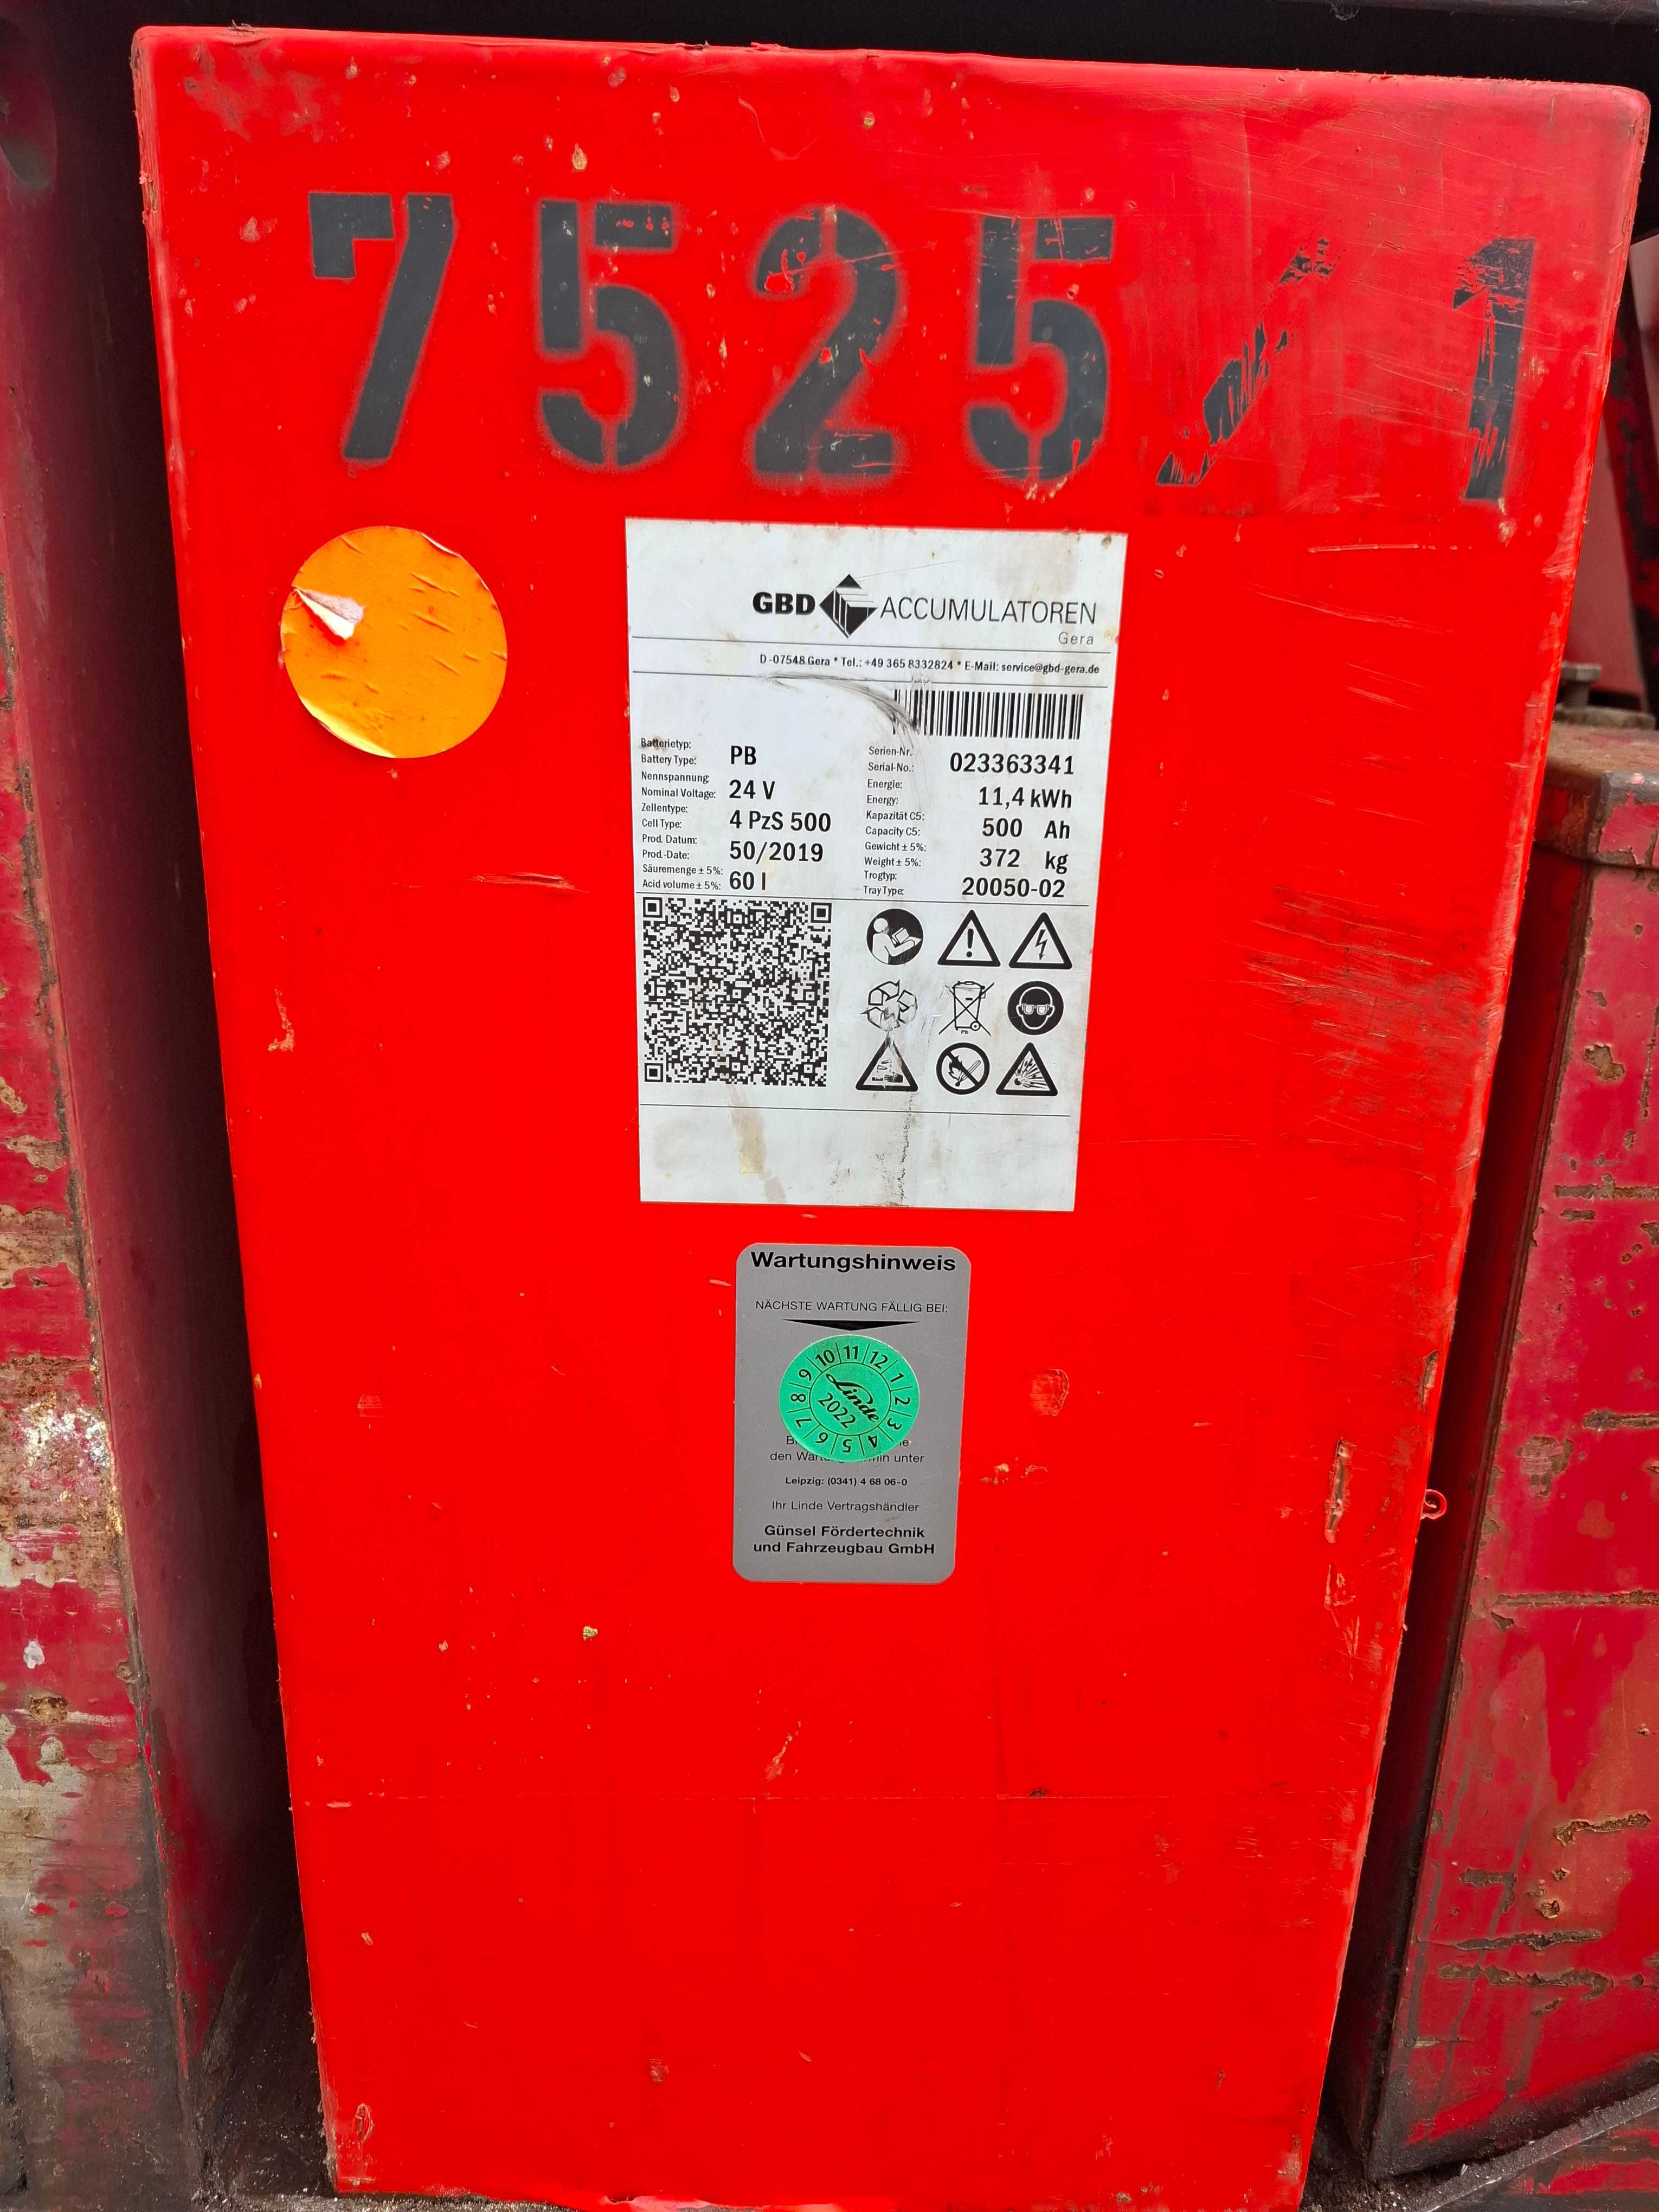 7525/1
GBD ACCUMULATOREN
Gera
D-07548 Gera * Tel.: +49 365 8332824 * E-Mail: service@gbd-gera.de
Batterietyp:
Battery Type: PB
Nennspannung:
Nominal Voltage: 24 V
Zellentype:
Cell Type: 4 PzS 500
Prod. Datum:
Prod.-Date: 50/2019
Säuremenge ± 5%:
Acid volume ± 5%: 60 l
Serien-Nr.
Serial-No.: 023363341
Energie:
Energy: 11,4 kWh
Kapazität C5:
Capacity C5: 500 Ah
Gewicht ± 5%:
Weight ± 5%: 372 kg
Trogtyp:
Tray Type: 20050-02
Pb
Wartungshinweis
NÄCHSTE WARTUNG FÄLLIG BEI:
1 2 3 4 5 6 7 8 9 10 11 12
Linde
2022
den unter
Leipzig: (0341) 4 68 06-0
Ihr Linde Vertragshändler
Günsel Fördertechnik
und Fahrzeugbau GmbH